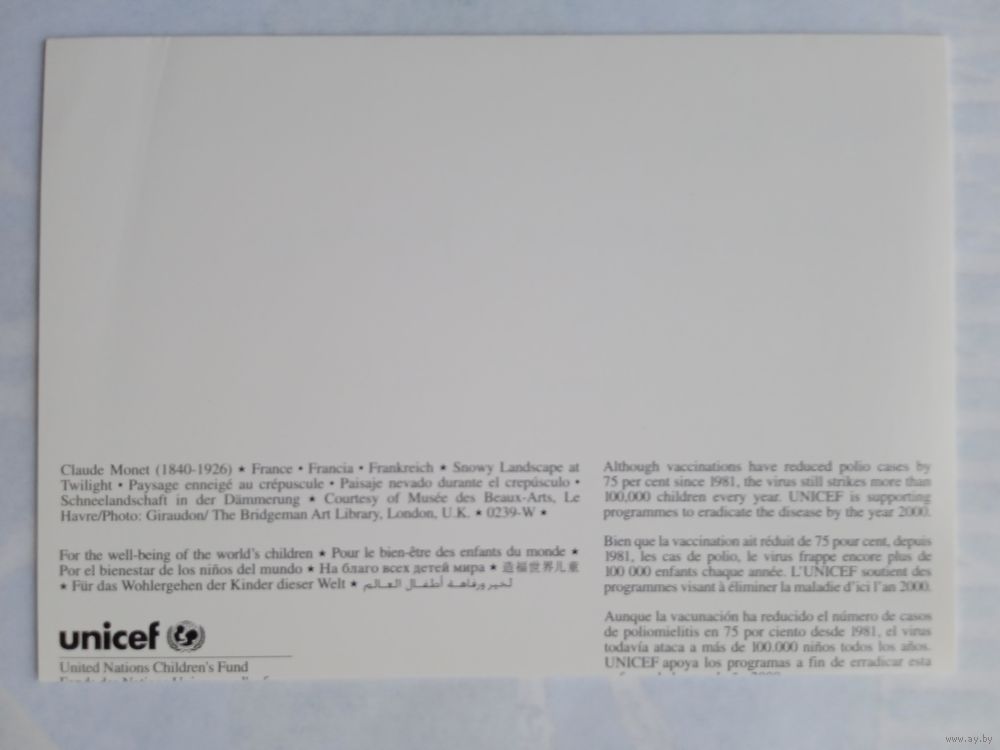 Claude Monet (1840-1926) ★ France • Francia • Frankreich ★ Snowy Landscape at
Twilight • Paysage enneigé au crépuscule • Paisaje nevado durante el crepúsculo •
Schneelandschaft in der Dämmerung ★ Courtesy of Musée des Beaux-Arts, Le
Havre/Photo: Giraudon/ The Bridgeman Art Library, London, U.K. ★ 0239-W ★
For the well-being of the world's children ★ Pour le bien-être des enfants du monde ★
Por el bienestar de los niños del mundo ★ На благо всех детей мира ★ 造福世界儿童
★ Für das Wohlergehen der Kinder dieser Welt ★ لخير ورفاهة أطفال العالم
unicef
United Nations Children's Fund
Although vaccinations have reduced polio cases by
75 per cent since 1981, the virus still strikes more than
100,000 children every year. UNICEF is supporting
programmes to eradicate the disease by the year 2000.
Bien que la vaccination ait réduit de 75 pour cent, depuis
1981, les cas de polio, le virus frappe encore plus de
100 000 enfants chaque année. L'UNICEF soutient des
programmes visant à éliminer la maladie d'ici l'an 2000.
Aunque la vacunación ha reducido el número de casos
de poliomielitis en 75 por ciento desde 1981, el virus
todavía ataca a más de 100.000 niños todos los años.
UNICEF apoya los programas a fin de erradicar esta
www.ay.by